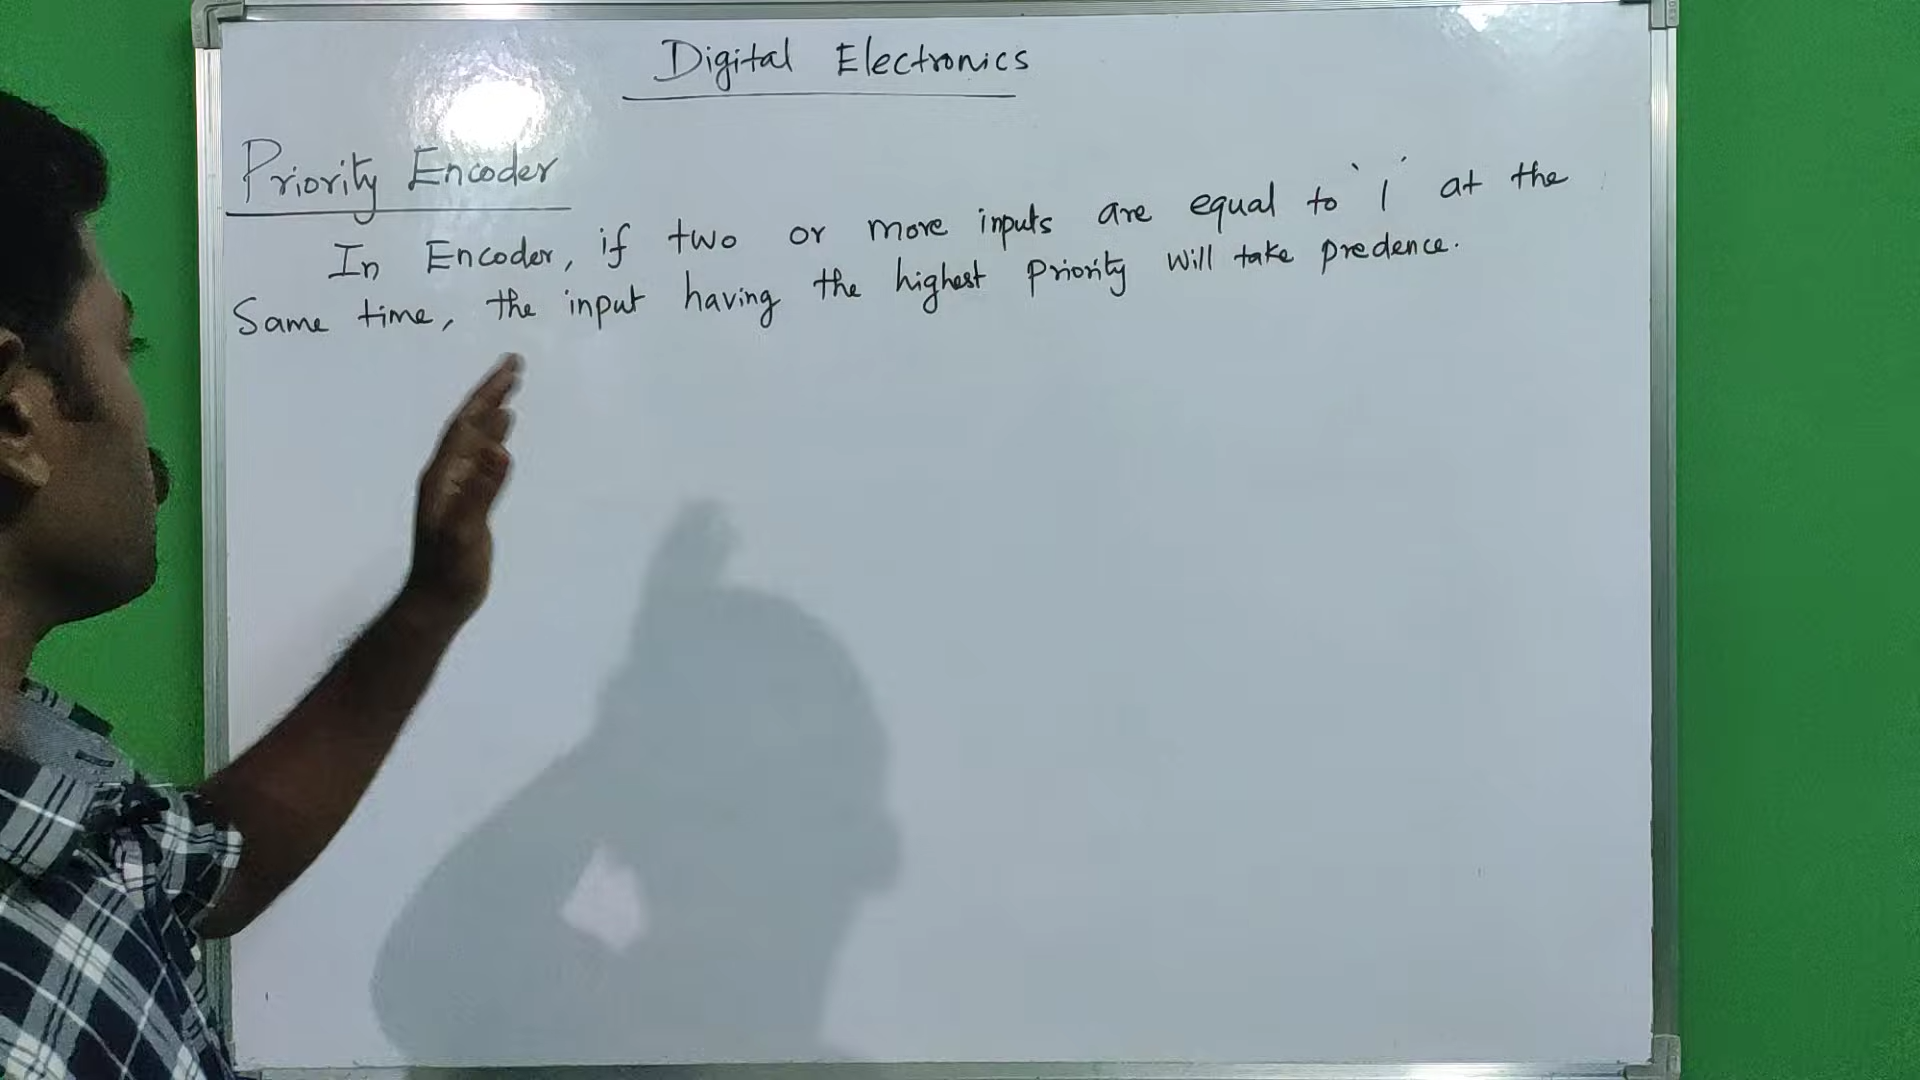 Digital Electronics
Priority Encoder
In Encoder, if two or more inputs are equal to `1´ at the
Same time, the input having the highest Priority will take predence.